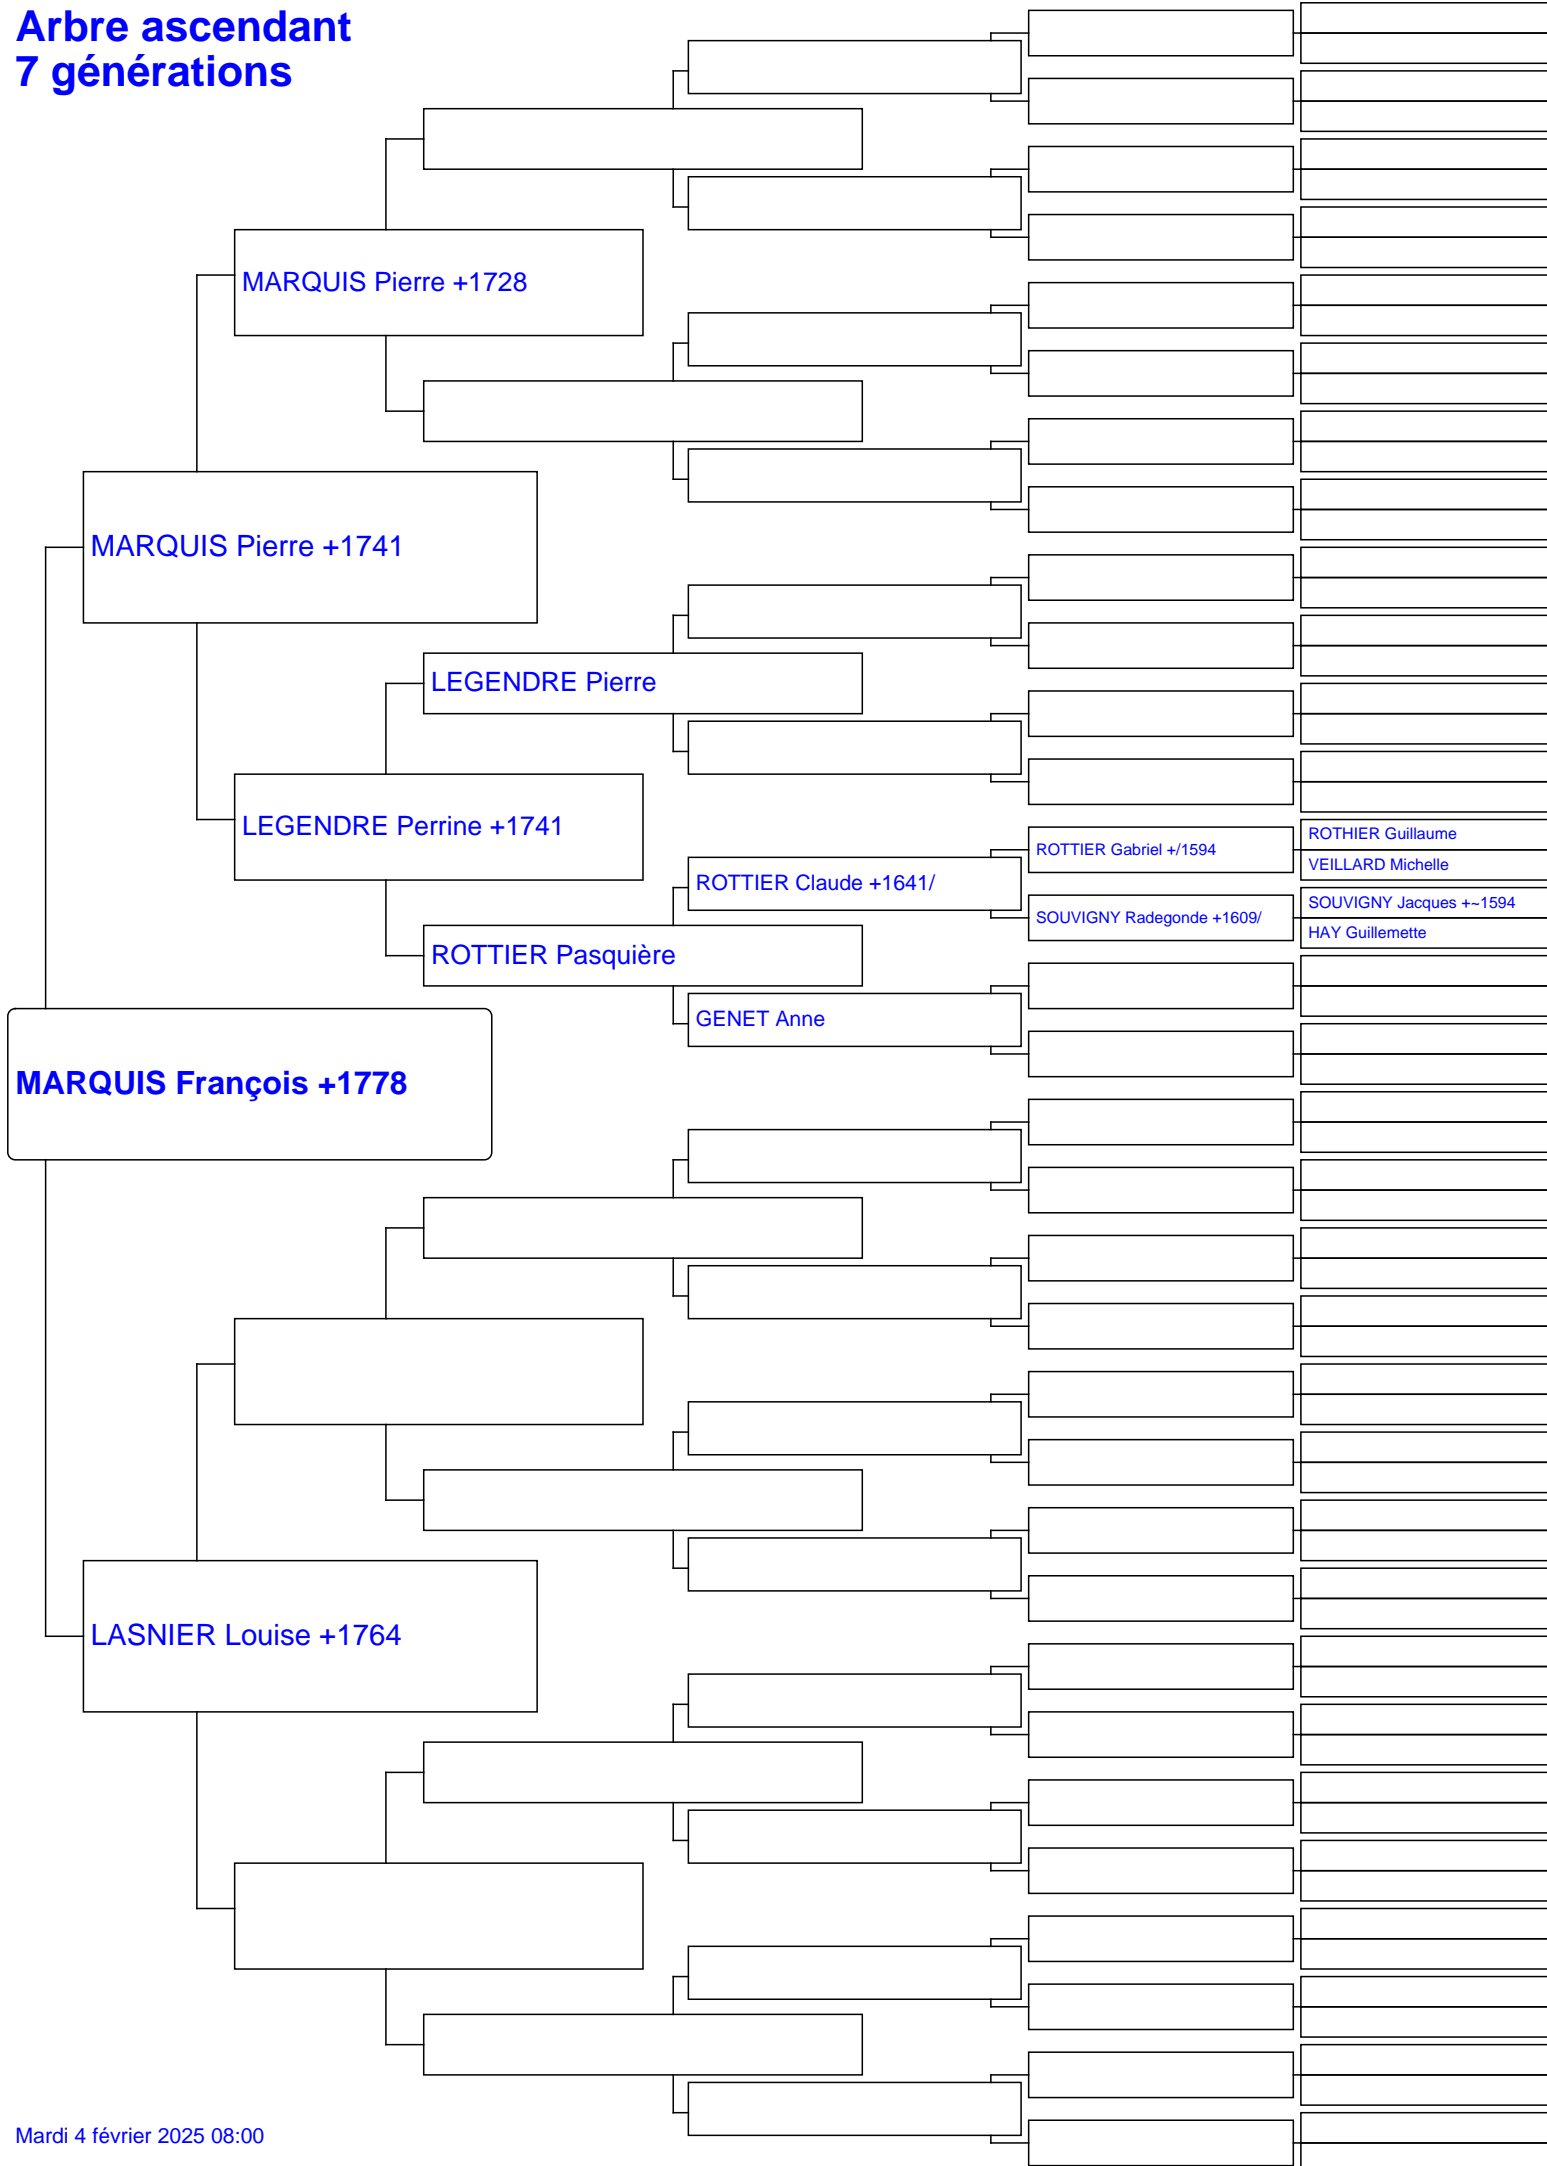 Arbre ascendant
7 générations
MARQUIS Pierre +1728
MARQUIS Pierre +1741
LEGENDRE Pierre
LEGENDRE Perrine +1741
ROTTIER Gabriel +/1594
ROTHIER Guillaume
VEILLARD Michelle
ROTTIER Claude +1641/
SOUVIGNY Radegonde +1609/
SOUVIGNY Jacques +~1594
HAY Guillemette
ROTTIER Pasquière
GENET Anne
MARQUIS François +1778
LASNIER Louise +1764
Mardi 4 février 2025 08:00